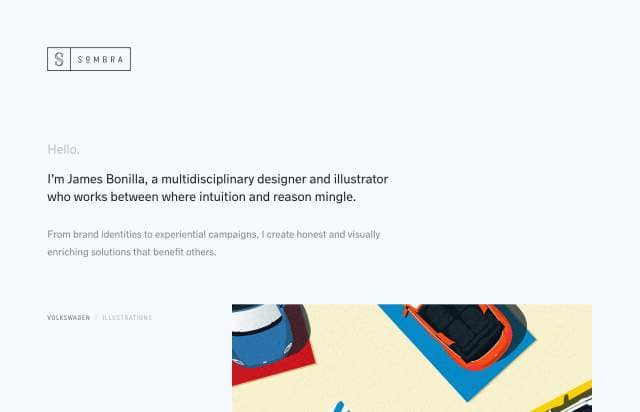 S SOMBRA
Hello.
I'm James Bonilla, a multidisciplinary designer and illustrator
who works between where intuition and reason mingle.
From brand identities to experiential campaigns, I create honest and visually
enriching solutions that benefit others.
VOLKSWAGEN / ILLUSTRATIONS